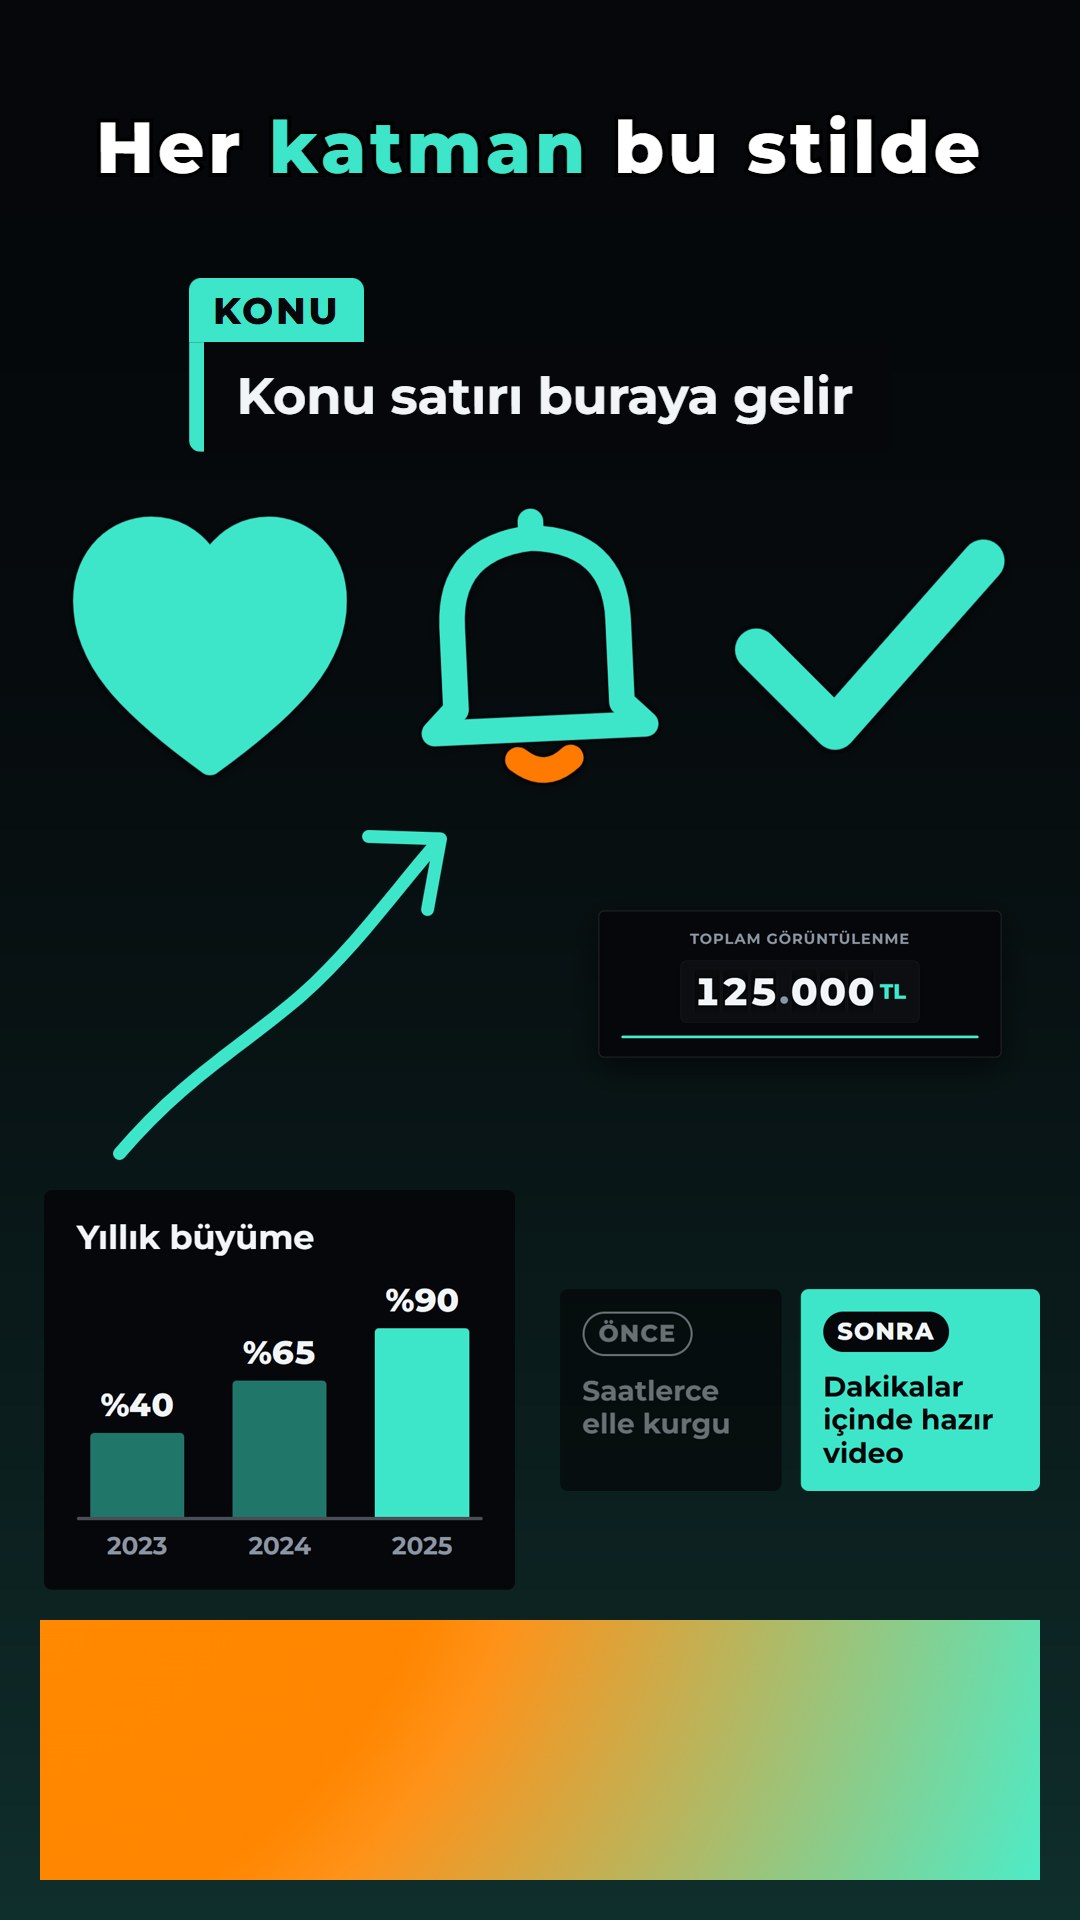 Her katman bu stilde
KONU
Konu satırı buraya gelir
TOPLAM GÖRÜNTÜLENME
125.000 TL
Yıllık büyüme
%40
%65
%90
2023
2024
2025
ÖNCE
Saatlerce
elle kurgu
SONRA
Dakikalar
içinde hazır
video